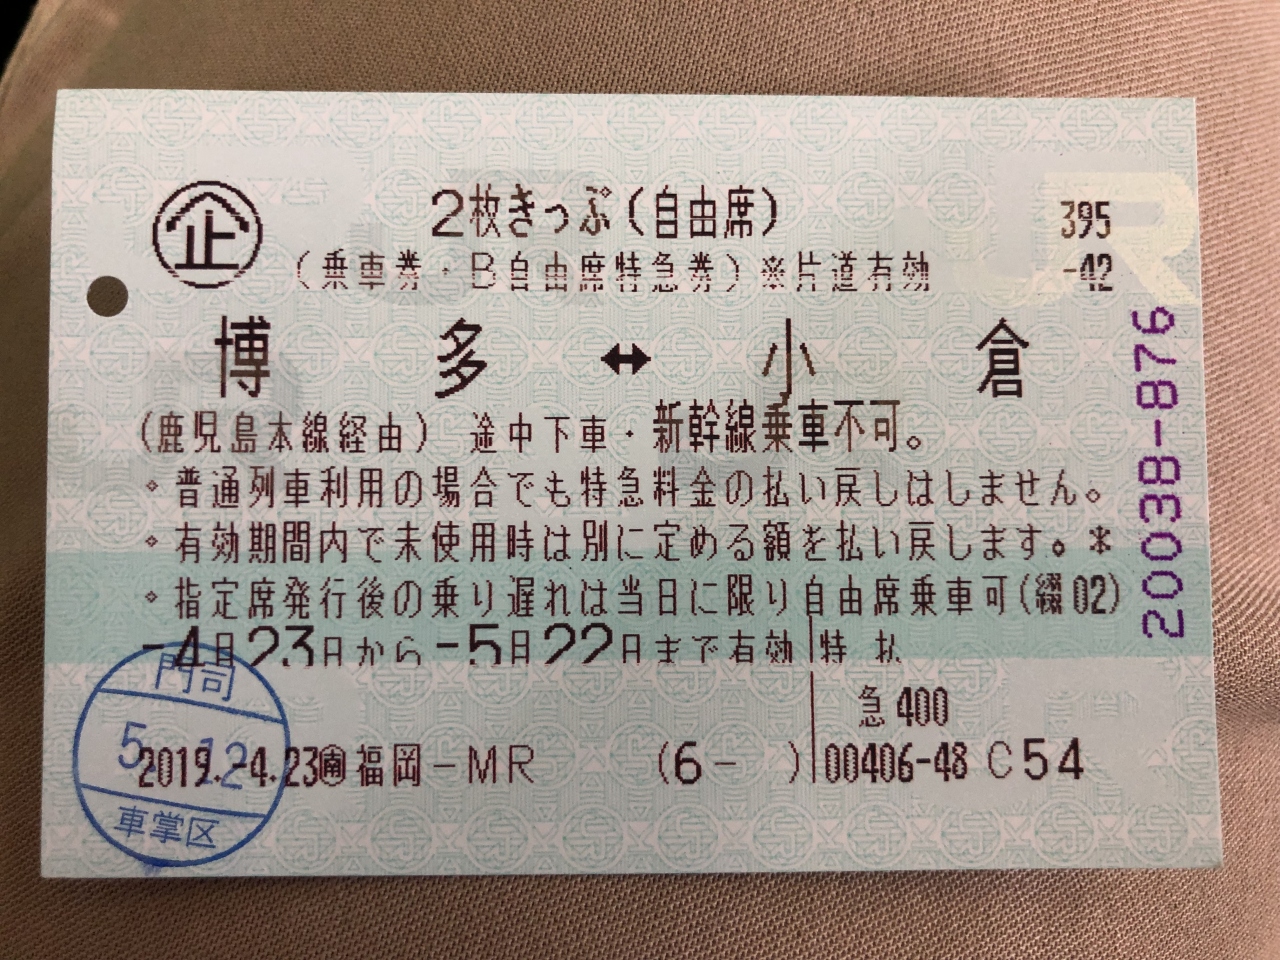 企 2枚きっぷ(自由席) 395
(乗車券・B自由席特急券)※片道有効 -42
博多↔小倉
(鹿児島本線経由) 途中下車・新幹線乗車不可。
・普通列車利用の場合でも特急料金の払い戻しはしません。
・有効期間内で未使用時は別に定める額を払い戻します。*
・指定席発行後の乗り遅れは当日に限り自由席乗車可(綴02)
-4月23日から-5月22日まで有効 特 払
急400
2019.-4.23 福岡-MR (6- ) 00406-48 C54
20038-876
門司
5.12
車掌区